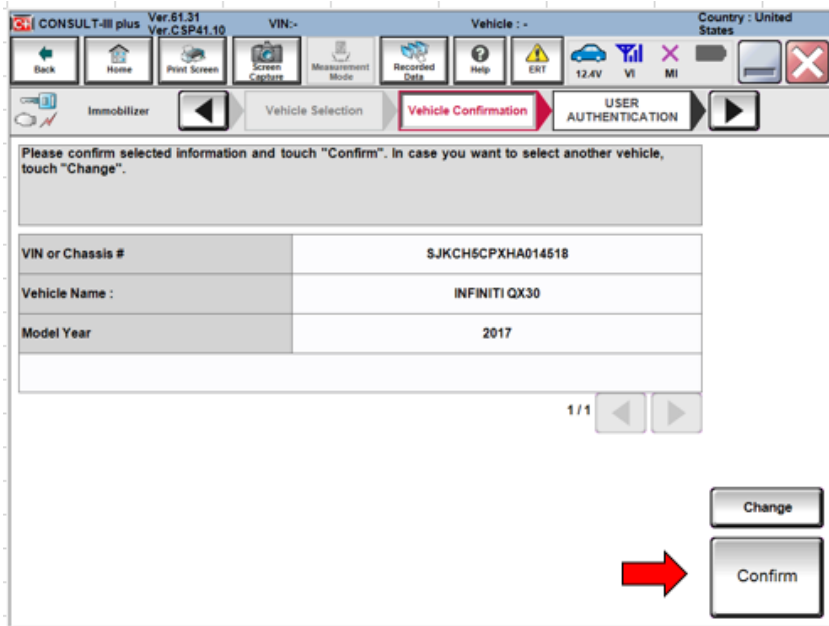 C+ CONSULT-III plus Ver.61.31 VIN:- Vehicle : - Country : United
Ver.CSP41.10 States
Back Home Print Screen Screen Capture Measurement Mode Recorded Data Help ERT 12.4V VI MI
Immobilizer Vehicle Selection Vehicle Confirmation USER AUTHENTICATION
Please confirm selected information and touch "Confirm". In case you want to select another vehicle,
touch "Change".
VIN or Chassis # SJKCH5CPXHA014518
Vehicle Name : INFINITI QX30
Model Year 2017
1 / 1
Change
Confirm